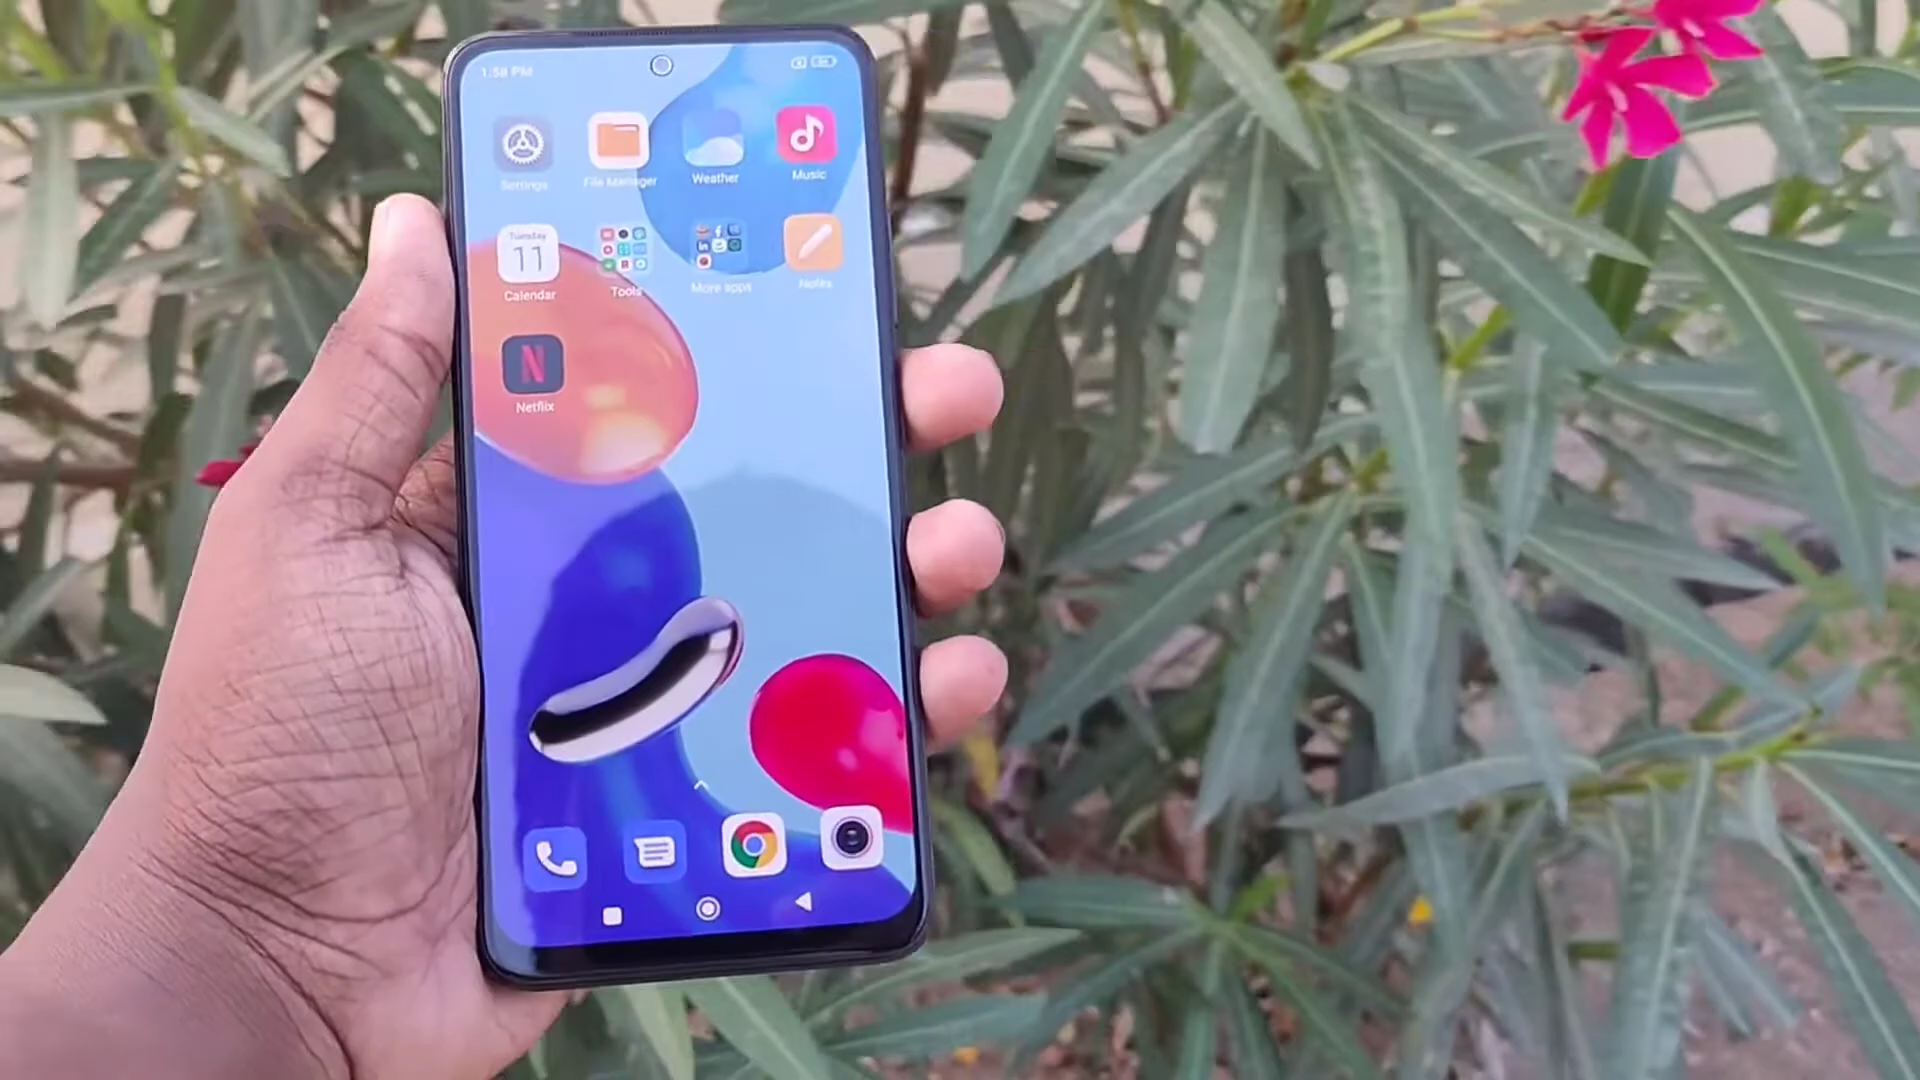 1:58 PM
Settings
File Manager
Weather
Music
Tuesday
11
Calendar
Tools
More apps
Notes
N
Netflix